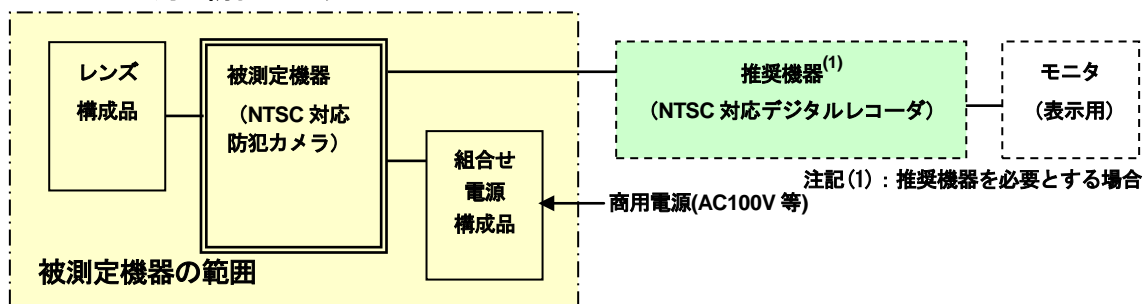 レンズ
構成品
被測定機器
（NTSC 対応
防犯カメラ）
組合せ
電源
構成品
被測定機器の範囲
推奨機器(1)
（NTSC 対応デジタルレコーダ）
モニタ
（表示用）
注記(1)：推奨機器を必要とする場合
商用電源(AC100V 等)